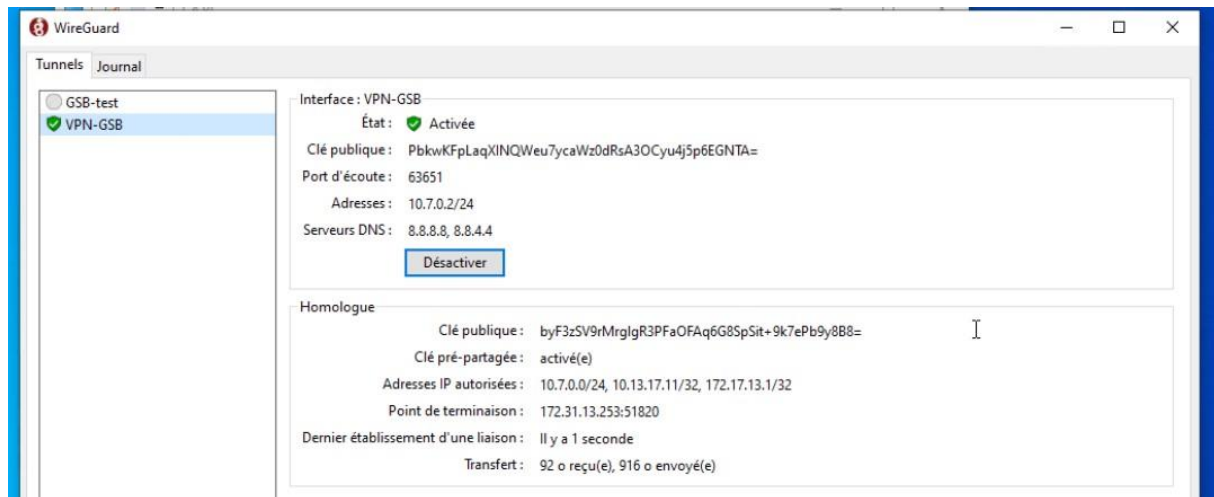 WireGuard
Tunnels Journal
GSB-test
VPN-GSB
Interface : VPN-GSB
État : Activée
Clé publique : PbkwKFpLaqXINQWeu7ycaWz0dRsA3OCyu4j5p6EGNTA=
Port d'écoute : 63651
Adresses : 10.7.0.2/24
Serveurs DNS : 8.8.8.8, 8.8.4.4
Désactiver
Homologue
Clé publique : byF3zSV9rMrgIgR3PFaOFAq6G8SpSit+9k7ePb9y8B8=
Clé pré-partagée : activé(e)
Adresses IP autorisées : 10.7.0.0/24, 10.13.17.11/32, 172.17.13.1/32
Point de terminaison : 172.31.13.253:51820
Dernier établissement d'une liaison : Il y a 1 seconde
Transfert : 92 o reçu(e), 916 o envoyé(e)